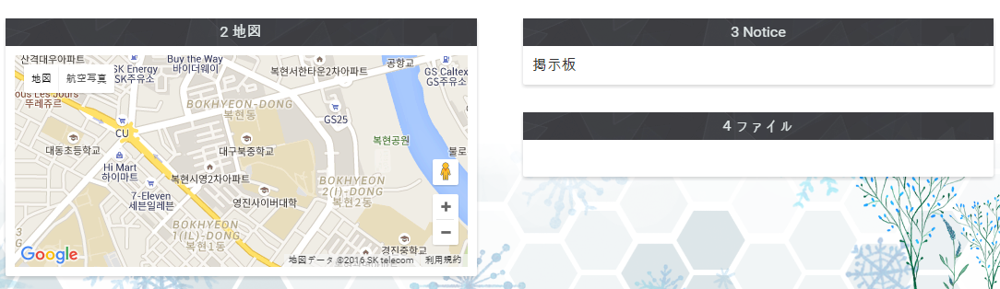 2 地図
산격대우아파트
地図 航空写真
SK Energy
SK주유소
Buy the Way
바이더웨이
복현서한타운2차아파트
공항교
GS Caltex
GS주유소
ous Les Jours
뚜레쥬르
BOKHYEON-DONG
복현동
GS25
CU
대동초등학교
대구북중학교
복현공원
불로
Hi Mart
하이마트
복현시영2차아파트
7-Eleven
세븐일레븐
영진사이버대학
BOKHYEON
2(I)-DONG
복현2동
BOKHYEON
1(IL)-DONG
복현1동
경진중학교
3
Google
地図データ ©2016 SK telecom 利用規約
3 Notice
掲示板
4 ファイル